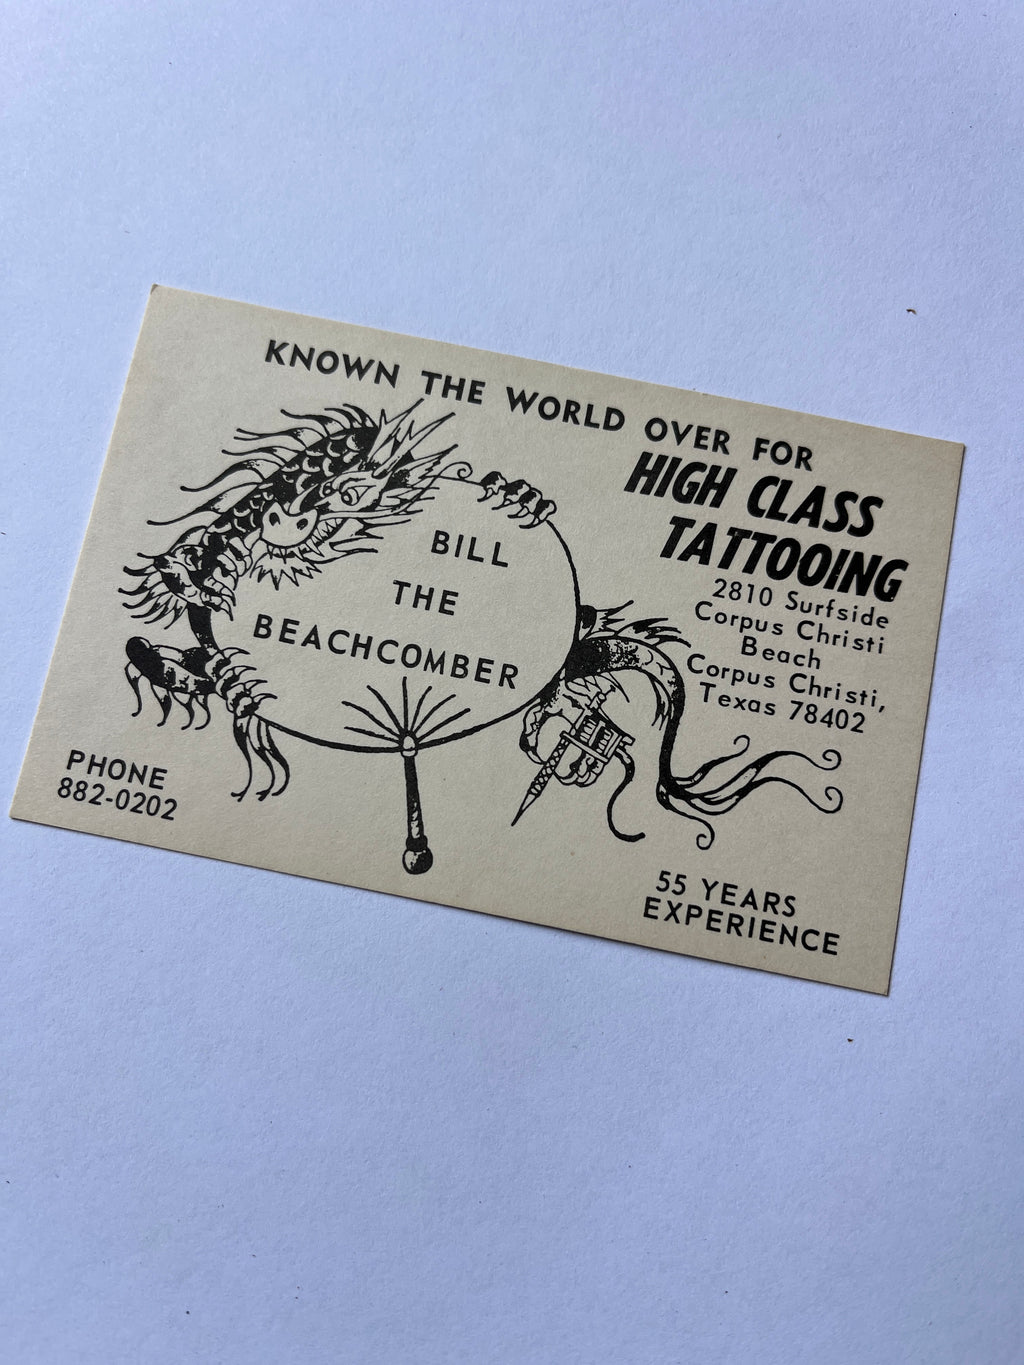 KNOWN THE WORLD OVER FOR
HIGH CLASS
TATTOOING
2810 Surfside
Corpus Christi
Beach
Corpus Christi,
Texas 78402
BILL
THE
BEACHCOMBER
PHONE
882-0202
55 YEARS
EXPERIENCE